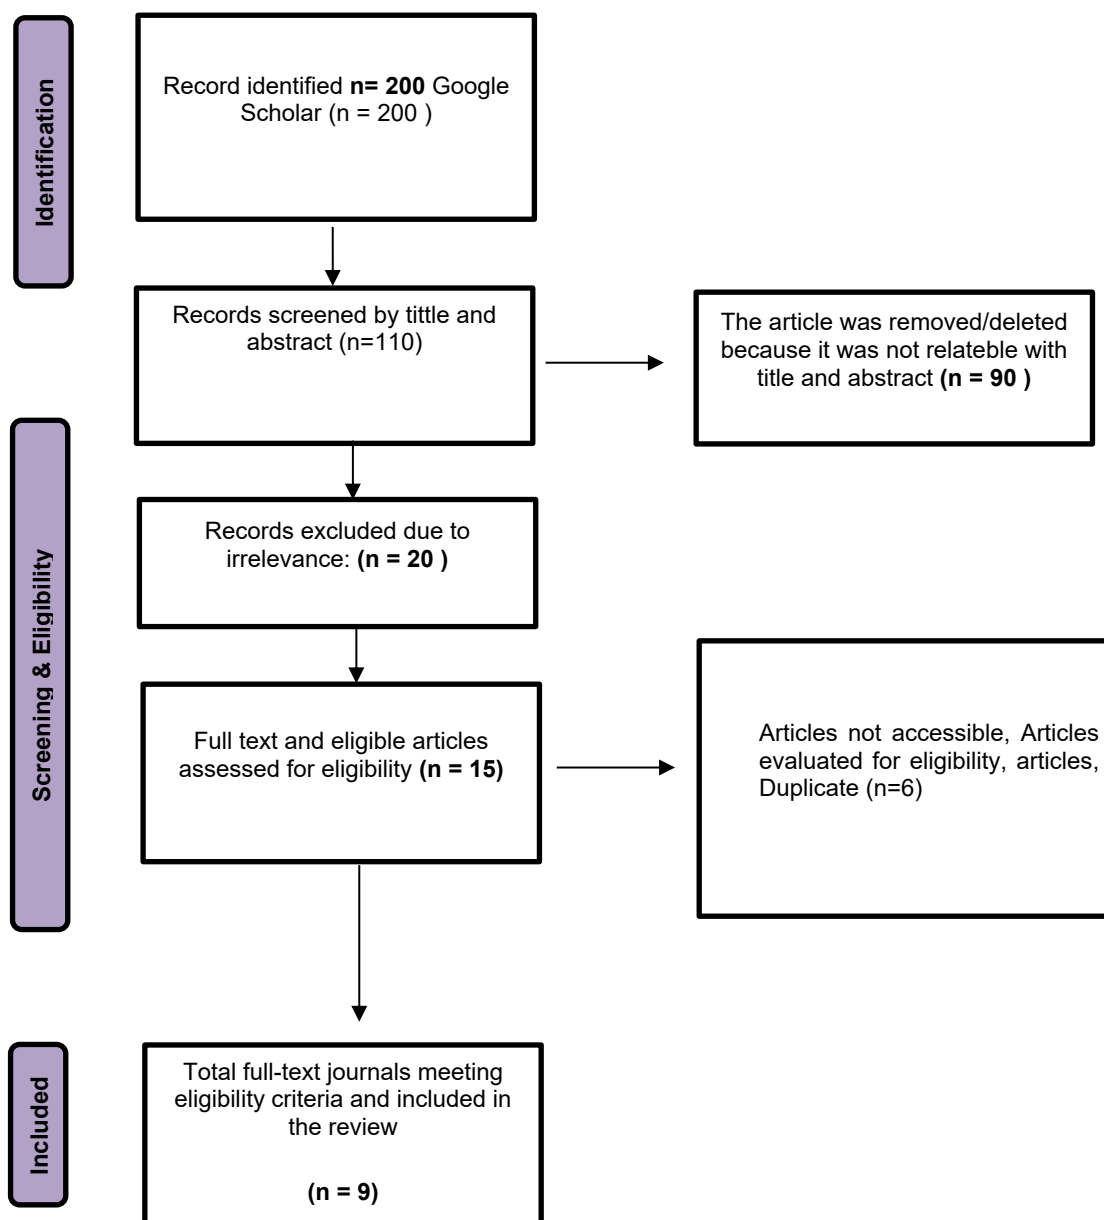 Identification
Record identified n= 200 Google
Scholar (n = 200 )
Records screened by tittle and
abstract (n=110)
The article was removed/deleted
because it was not relateble with
title and abstract (n = 90 )
Screening & Eligibility
Records excluded due to
irrelevance: (n = 20 )
Full text and eligible articles
assessed for eligibility (n = 15)
Articles not accessible, Articles
evaluated for eligibility, articles,
Duplicate (n=6)
Included
Total full-text journals meeting
eligibility criteria and included in
the review
(n = 9)